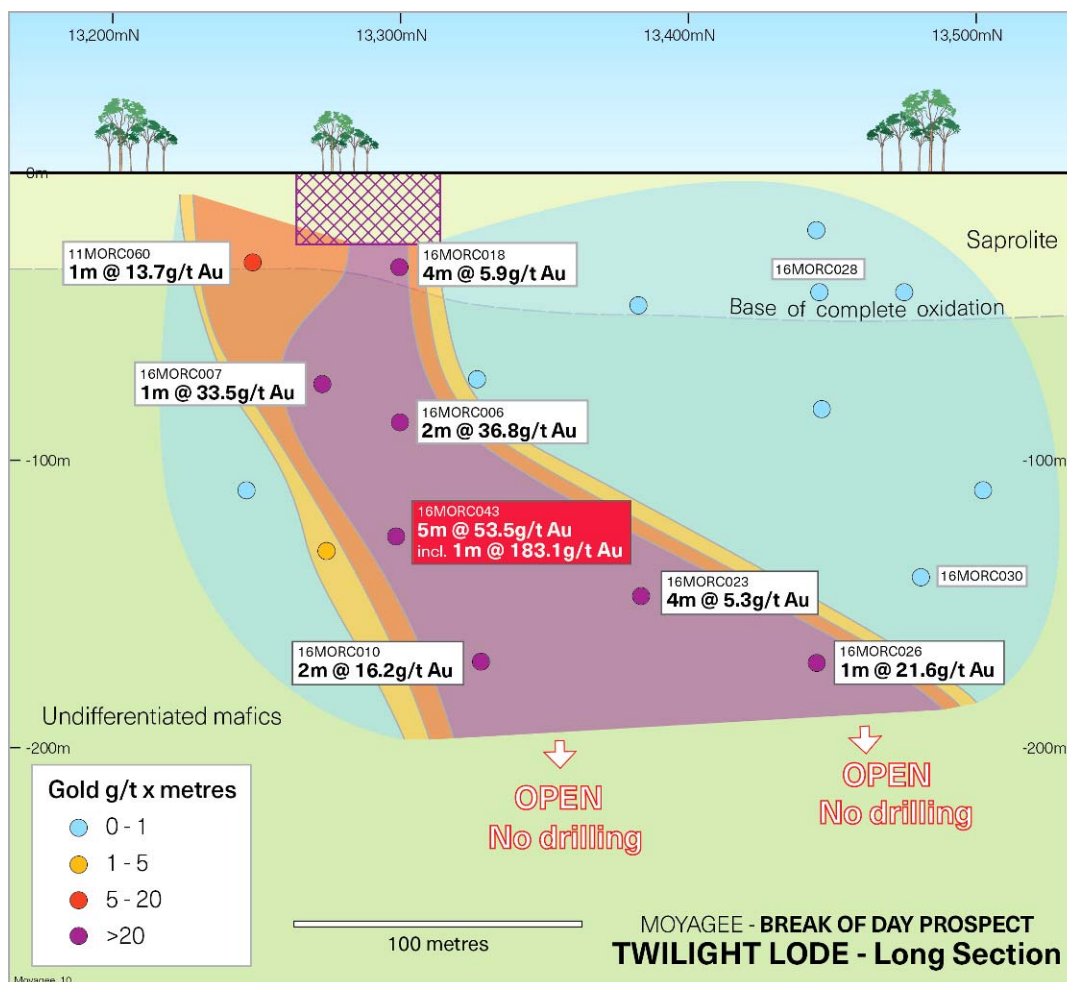 13,200mN
13,300mN
13,400mN
13,500mN
0m
Saprolite
11MORC060
1m @ 13.7g/t Au
16MORC018
4m @ 5.9g/t Au
16MORC028
Base of complete oxidation
16MORC007
1m @ 33.5g/t Au
16MORC006
2m @ 36.8g/t Au
-100m
-100m
16MORC043
5m @ 53.5g/t Au
incl. 1m @ 183.1g/t Au
16MORC030
16MORC023
4m @ 5.3g/t Au
16MORC010
2m @ 16.2g/t Au
16MORC026
1m @ 21.6g/t Au
Undifferentiated mafics
-200m
-200m
OPEN
No drilling
OPEN
No drilling
Gold g/t x metres
0 - 1
1 - 5
5 - 20
>20
100 metres
MOYAGEE - BREAK OF DAY PROSPECT
TWILIGHT LODE - Long Section
Moyagee_10